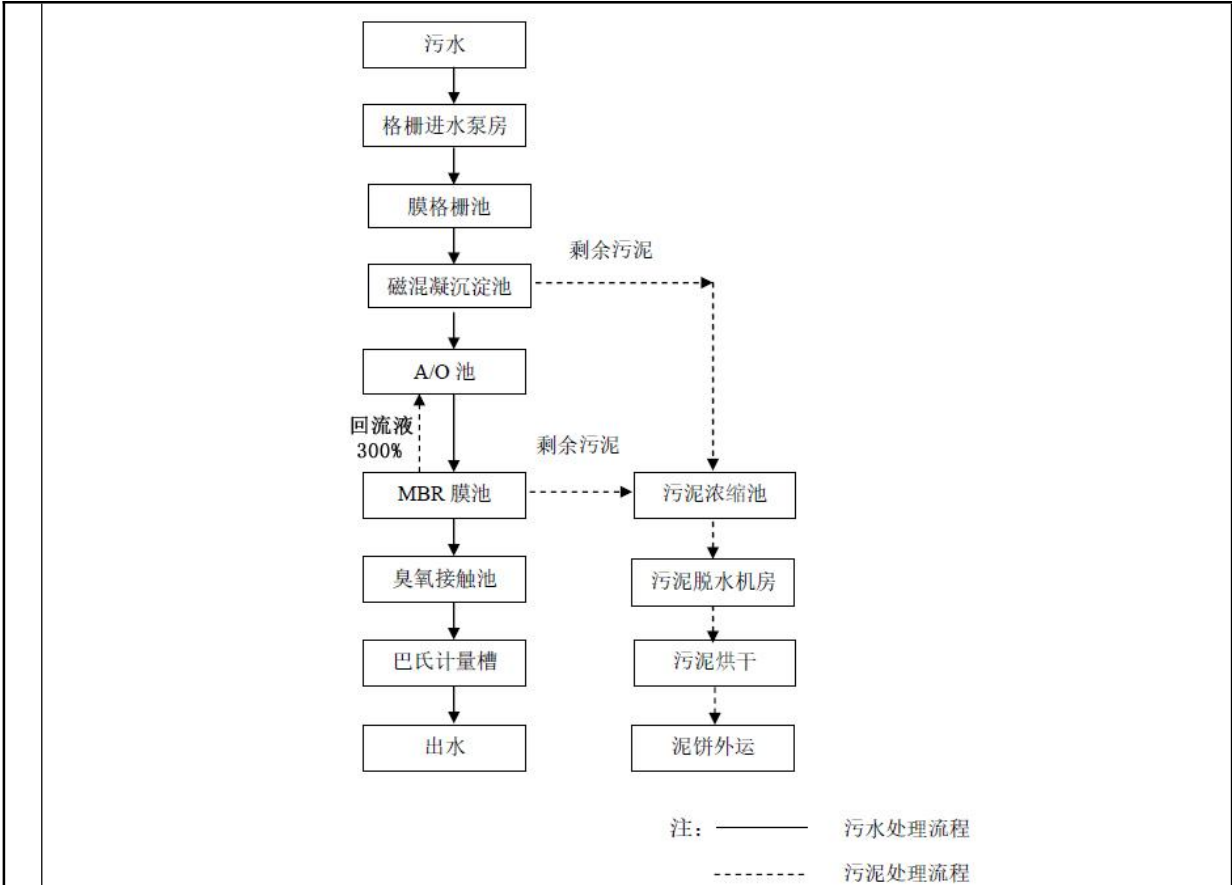 污水
格栅进水泵房
膜格栅池
剩余污泥
磁混凝沉淀池
A/O 池
回流液
300%
剩余污泥
MBR 膜池
污泥浓缩池
臭氧接触池
污泥脱水机房
巴氏计量槽
污泥烘干
出水
泥饼外运
注：
污水处理流程
污泥处理流程